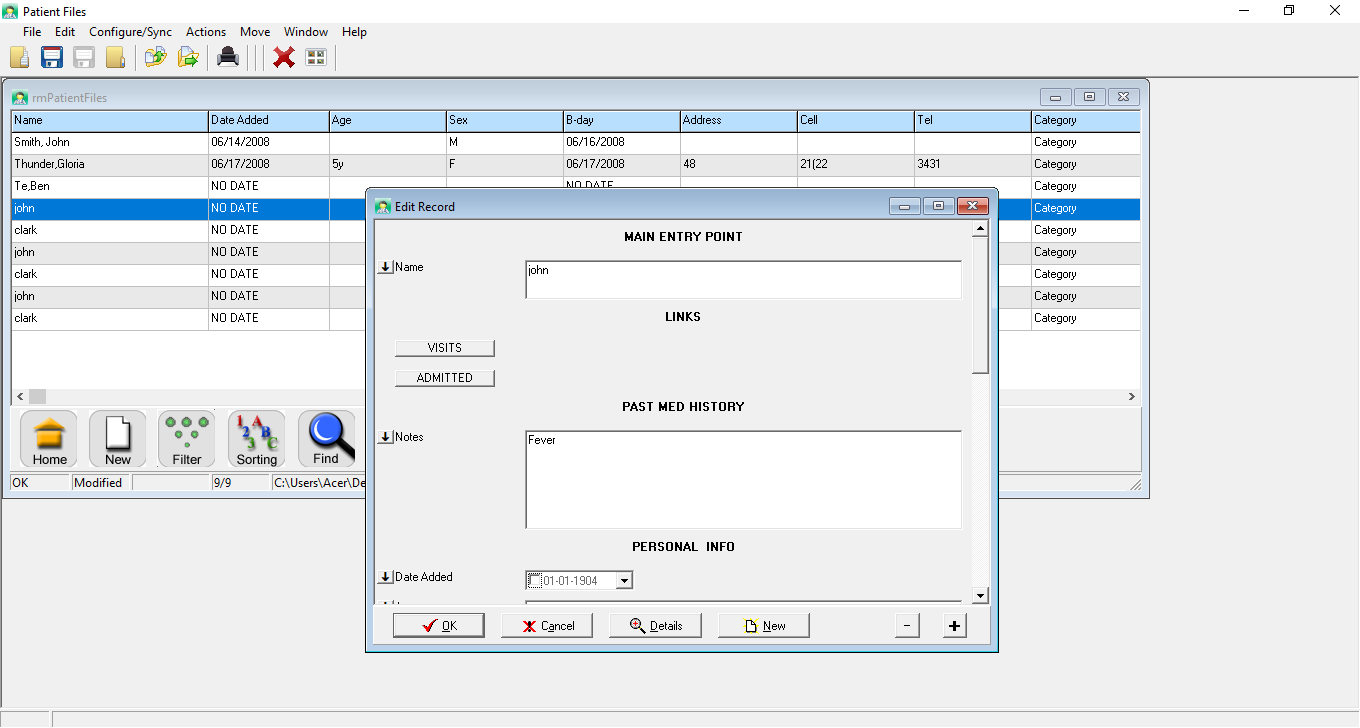 Patient Files
File Edit Configure/Sync Actions Move Window Help
rmPatientFiles
Name Date Added Age Sex B-day Address Cell Tel Category
Smith, John 06/14/2008 M 06/16/2008 Category
Thunder,Gloria 06/17/2008 5y F 06/17/2008 48 21(22 3431 Category
Te,Ben NO DATE NO DATE Category
john NO DATE Category
clark NO DATE Category
john NO DATE Category
clark NO DATE Category
john NO DATE Category
clark NO DATE Category
Home New Filter Sorting Find
OK Modified 9/9 C:\Users\Acer\De
Edit Record
MAIN ENTRY POINT
Name john
LINKS
VISITS
ADMITTED
PAST MED HISTORY
Notes Fever
PERSONAL INFO
Date Added 01-01-1904
OK Cancel Details New - +